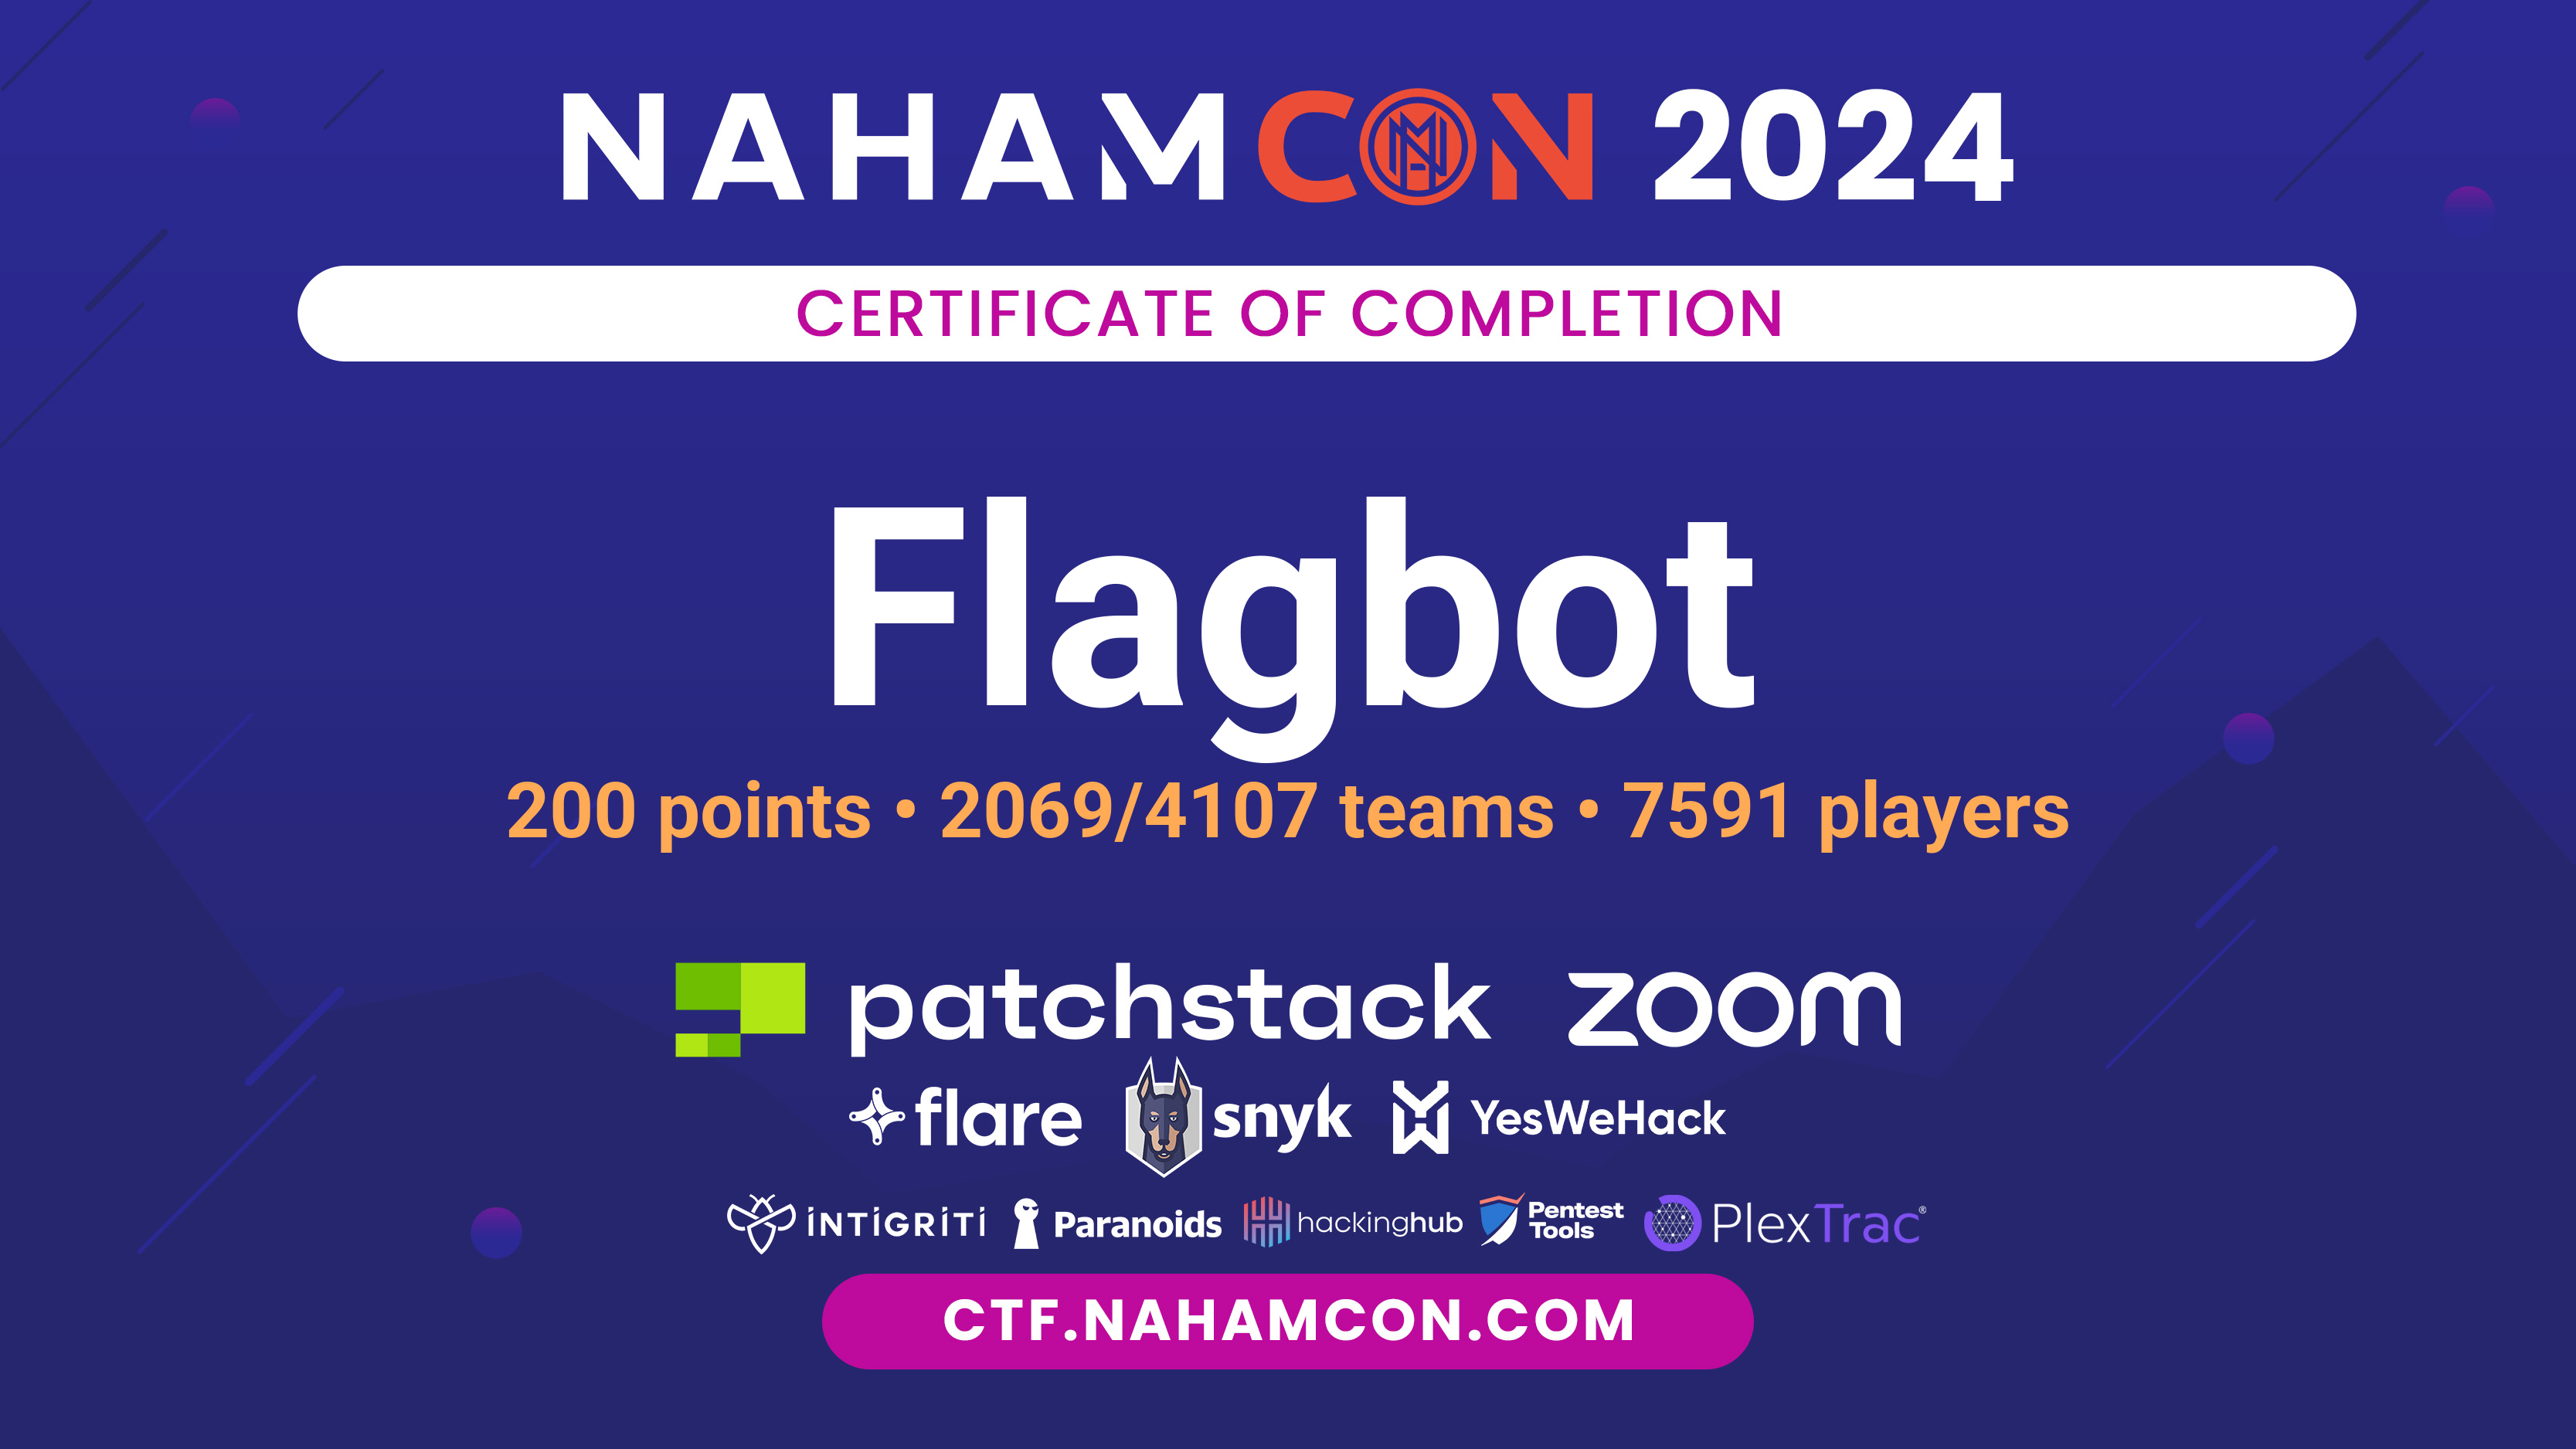 NAHAMCON 2024
CERTIFICATE OF COMPLETION
Flagbot
200 points • 2069/4107 teams • 7591 players
patchstack zoom
flare snyk YesWeHack
INTIGRITI Paranoids hackinghub Pentest Tools PlexTrac®
CTF.NAHAMCON.COM